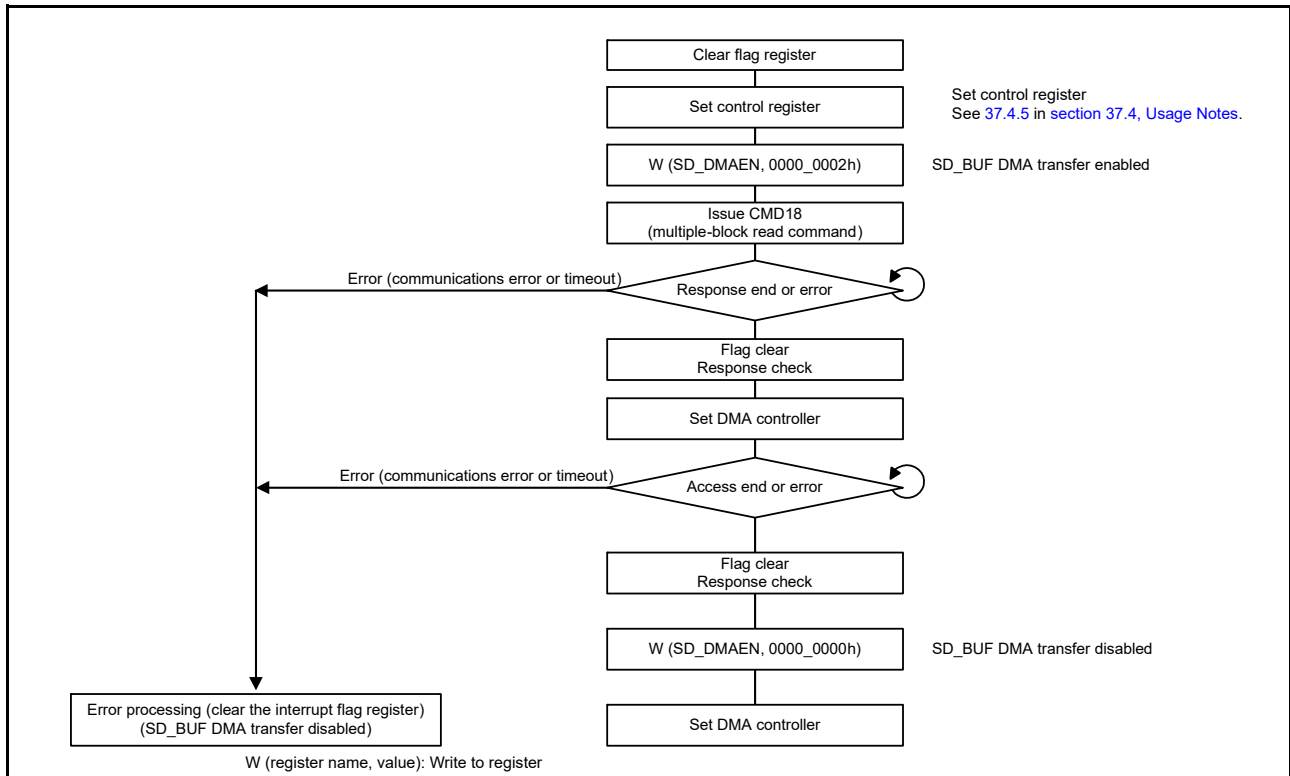 Clear flag register
Set control register
Set control register
See 37.4.5 in section 37.4, Usage Notes.
W (SD_DMAEN, 0000_0002h)
SD_BUF DMA transfer enabled
Issue CMD18
(multiple-block read command)
Error (communications error or timeout)
Response end or error
Flag clear
Response check
Set DMA controller
Error (communications error or timeout)
Access end or error
Flag clear
Response check
W (SD_DMAEN, 0000_0000h)
SD_BUF DMA transfer disabled
Error processing (clear the interrupt flag register)
(SD_BUF DMA transfer disabled)
Set DMA controller
W (register name, value): Write to register